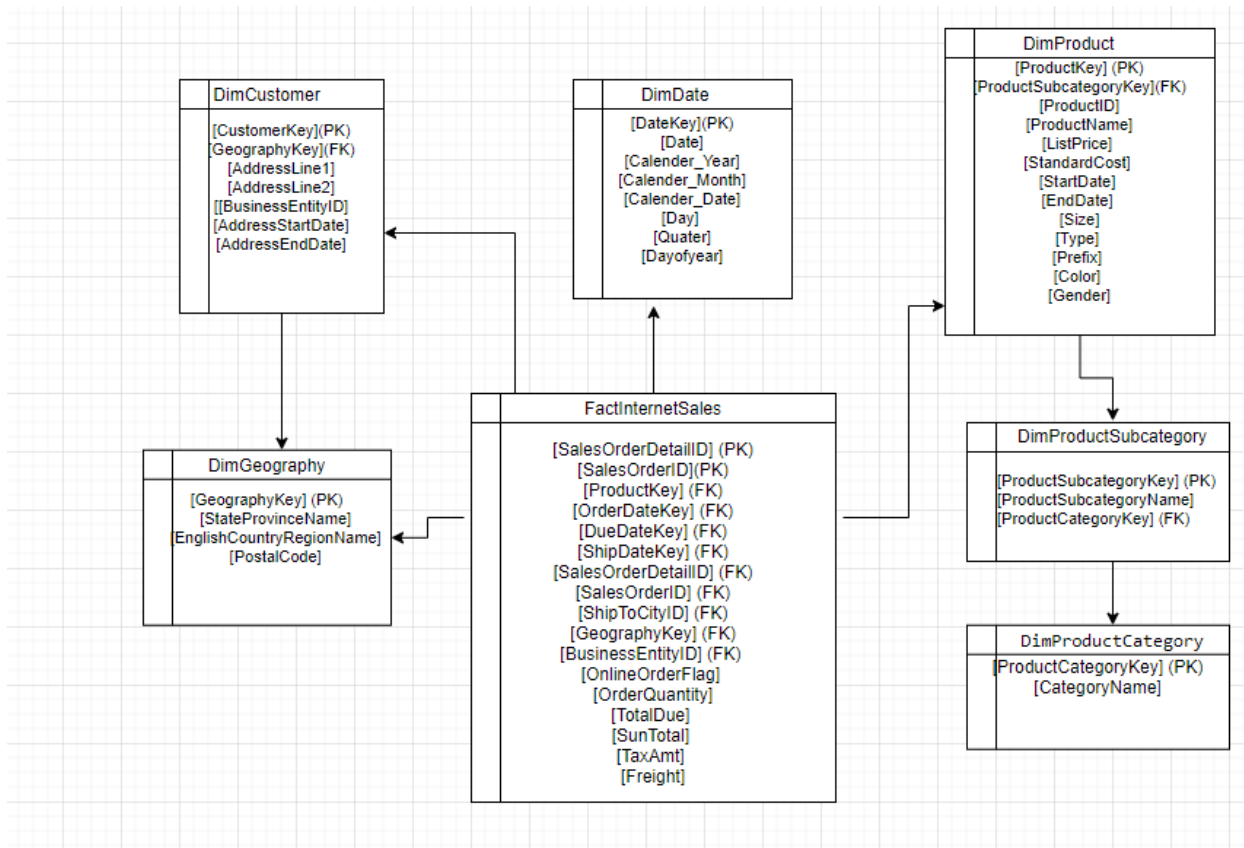 DimCustomer
[CustomerKey](PK)
[GeographyKey](FK)
[AddressLine1]
[AddressLine2]
[[BusinessEntityID]
[AddressStartDate]
[AddressEndDate]
DimDate
[DateKey](PK)
[Date]
[Calender_Year]
[Calender_Month]
[Calender_Date]
[Day]
[Quater]
[Dayofyear]
DimProduct
[ProductKey] (PK)
[ProductSubcategoryKey](FK)
[ProductID]
[ProductName]
[ListPrice]
[StandardCost]
[StartDate]
[EndDate]
[Size]
[Type]
[Prefix]
[Color]
[Gender]
DimGeography
[GeographyKey] (PK)
[StateProvinceName]
[EnglishCountryRegionName]
[PostalCode]
FactInternetSales
[SalesOrderDetailID] (PK)
[SalesOrderID](PK)
[ProductKey] (FK)
[OrderDateKey] (FK)
[DueDateKey] (FK)
[ShipDateKey] (FK)
[SalesOrderDetailID] (FK)
[SalesOrderID] (FK)
[ShipToCityID] (FK)
[GeographyKey] (FK)
[BusinessEntityID] (FK)
[OnlineOrderFlag]
[OrderQuantity]
[TotalDue]
[SunTotal]
[TaxAmt]
[Freight]
DimProductSubcategory
[ProductSubcategoryKey] (PK)
[ProductSubcategoryName]
[ProductCategoryKey] (FK)
DimProductCategory
[ProductCategoryKey] (PK)
[CategoryName]